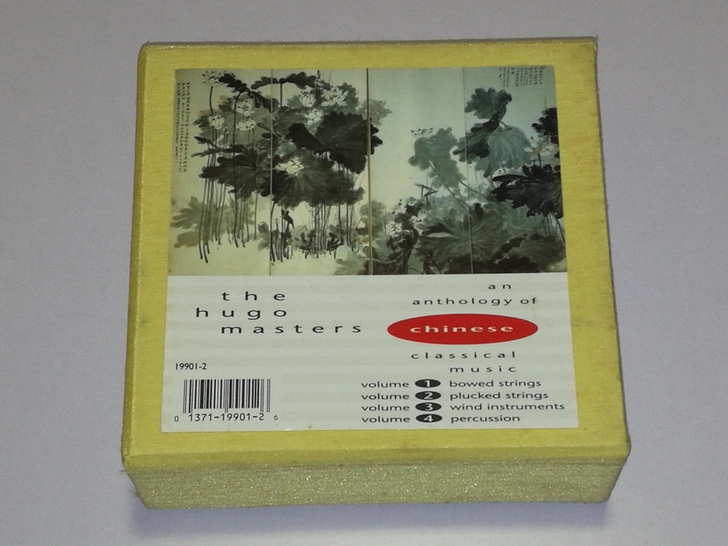 the
hugo
masters
an
anthology of
chinese
classical
music
19901-2
0 1371-19901-2 6
volume 1 bowed strings
volume 2 plucked strings
volume 3 wind instruments
volume 4 percussion